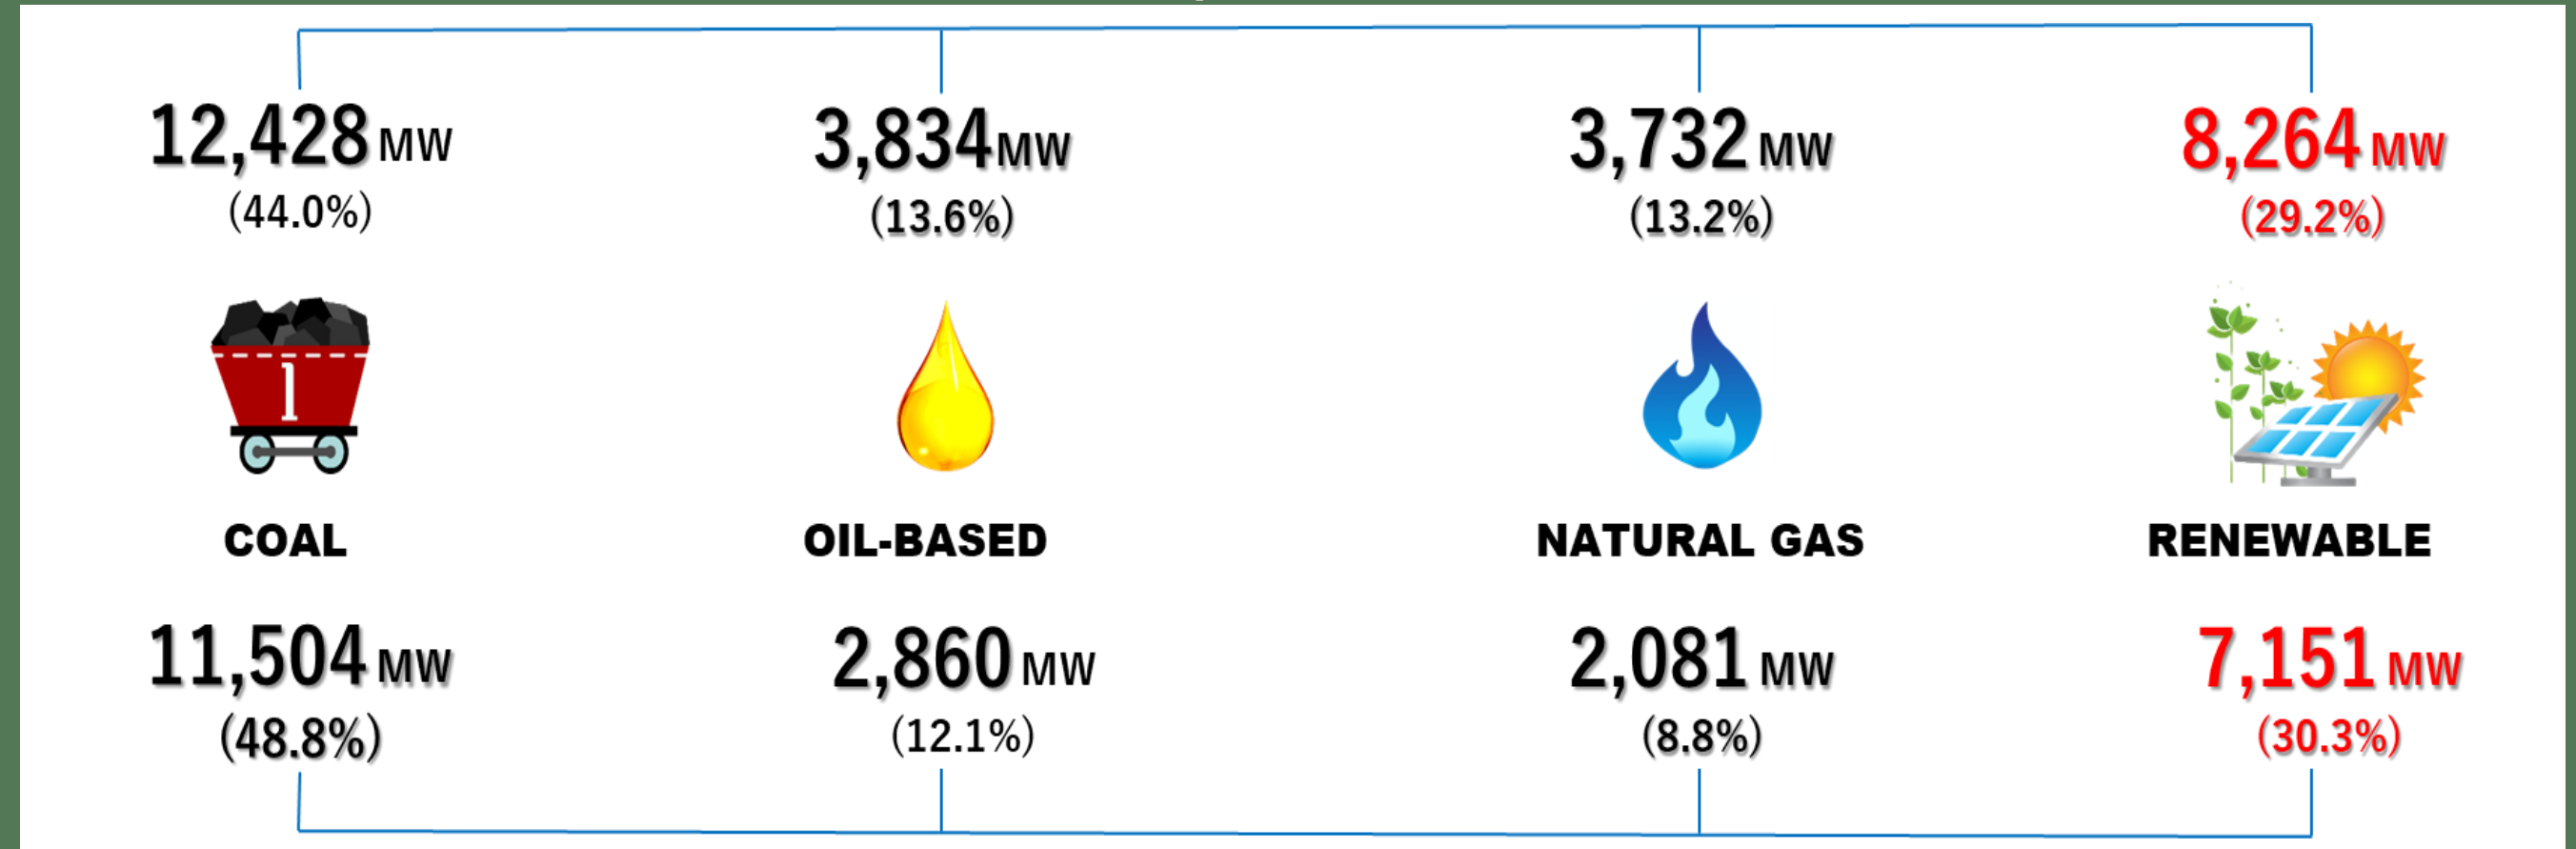 12,428 MW
(44.0%)
3,834MW
(13.6%)
3,732 MW
(13.2%)
8,264 MW
(29.2%)
1
COAL
OIL-BASED
NATURAL GAS
RENEWABLE
11,504 MW
(48.8%)
2,860 MW
(12.1%)
2,081 MW
(8.8%)
7,151 MW
(30.3%)